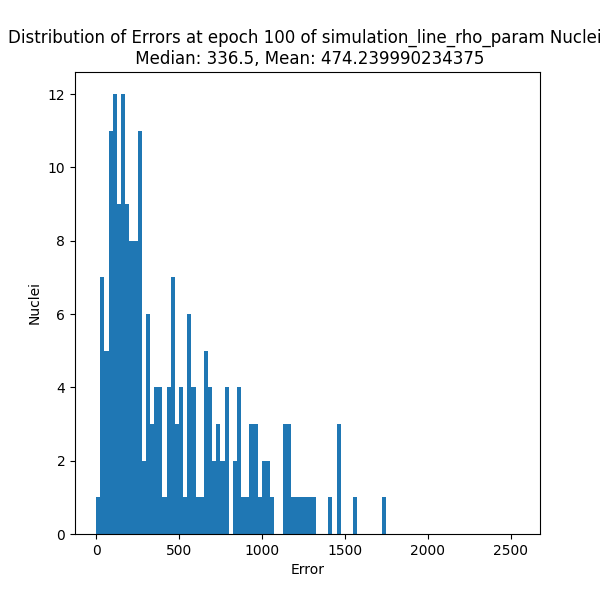 Distribution of Errors at epoch 100 of simulation_line_rho_param Nuclei
Median: 336.5, Mean: 474.239990234375
12
10
8
6
4
2
0
Nuclei
0 500 1000 1500 2000 2500
Error